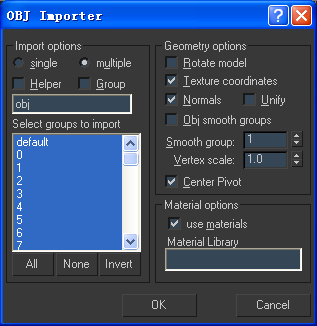 OBJ Importer
Import options
single
multiple
Helper
Group
obj
Select groups to import
default
0
1
2
3
4
5
6
7
All
None
Invert
Geometry options
Rotate model
Texture coordinates
Normals
Unify
Obj smooth groups
Smooth group: 1
Vertex scale: 1.0
Center Pivot
Material options
use materials
Material Library
OK
Cancel